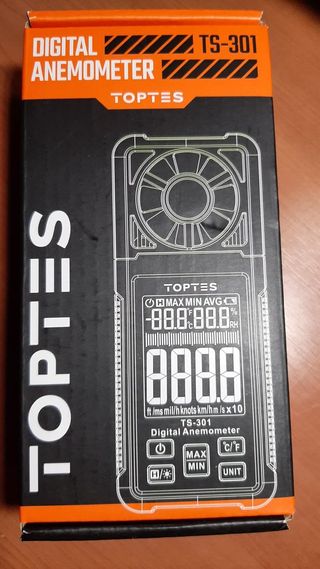 DIGITAL
ANEMOMETER
TS-301
TOPTES
TOPTES
TOPTES
H MAX MIN AVG
-88.8 °F °C 88.8 % RH
888.8
ft /ms mil/h knots km/h m /s x10
TS-301
Digital Anemometer
MAX
MIN
°C/°F
H/☀
UNIT